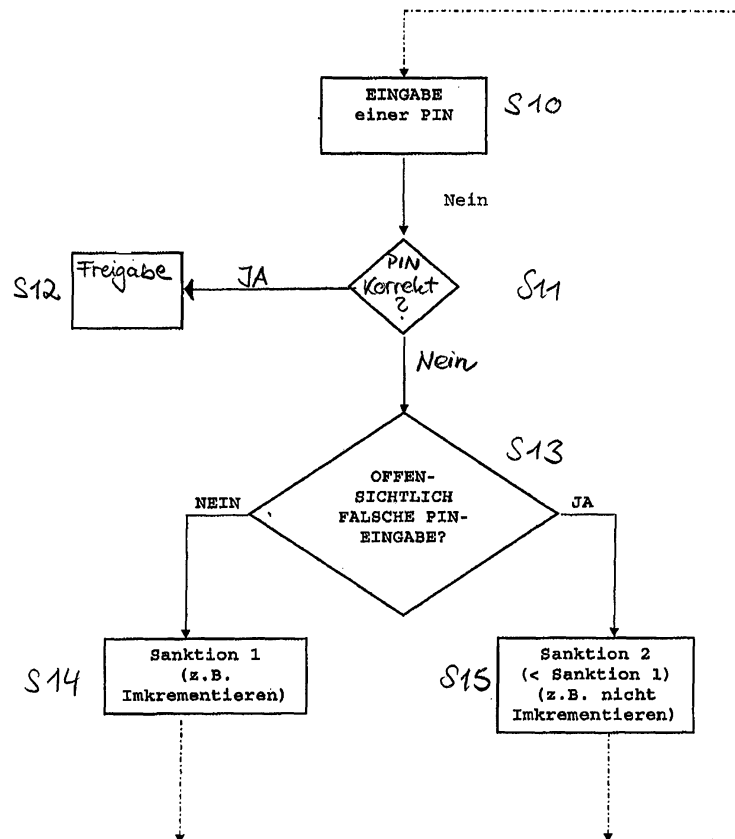 EINGABE
einer PIN
S10
Nein
PIN
Korrekt
?
S11
JA
Freigabe
S12
Nein
S13
OFFEN-
SICHTLICH
FALSCHE PIN-
EINGABE?
NEIN
JA
S14
Sanktion 1
(z.B.
Imkrementieren)
S15
Sanktion 2
(< Sanktion 1)
(z.B. nicht
Imkrementieren)